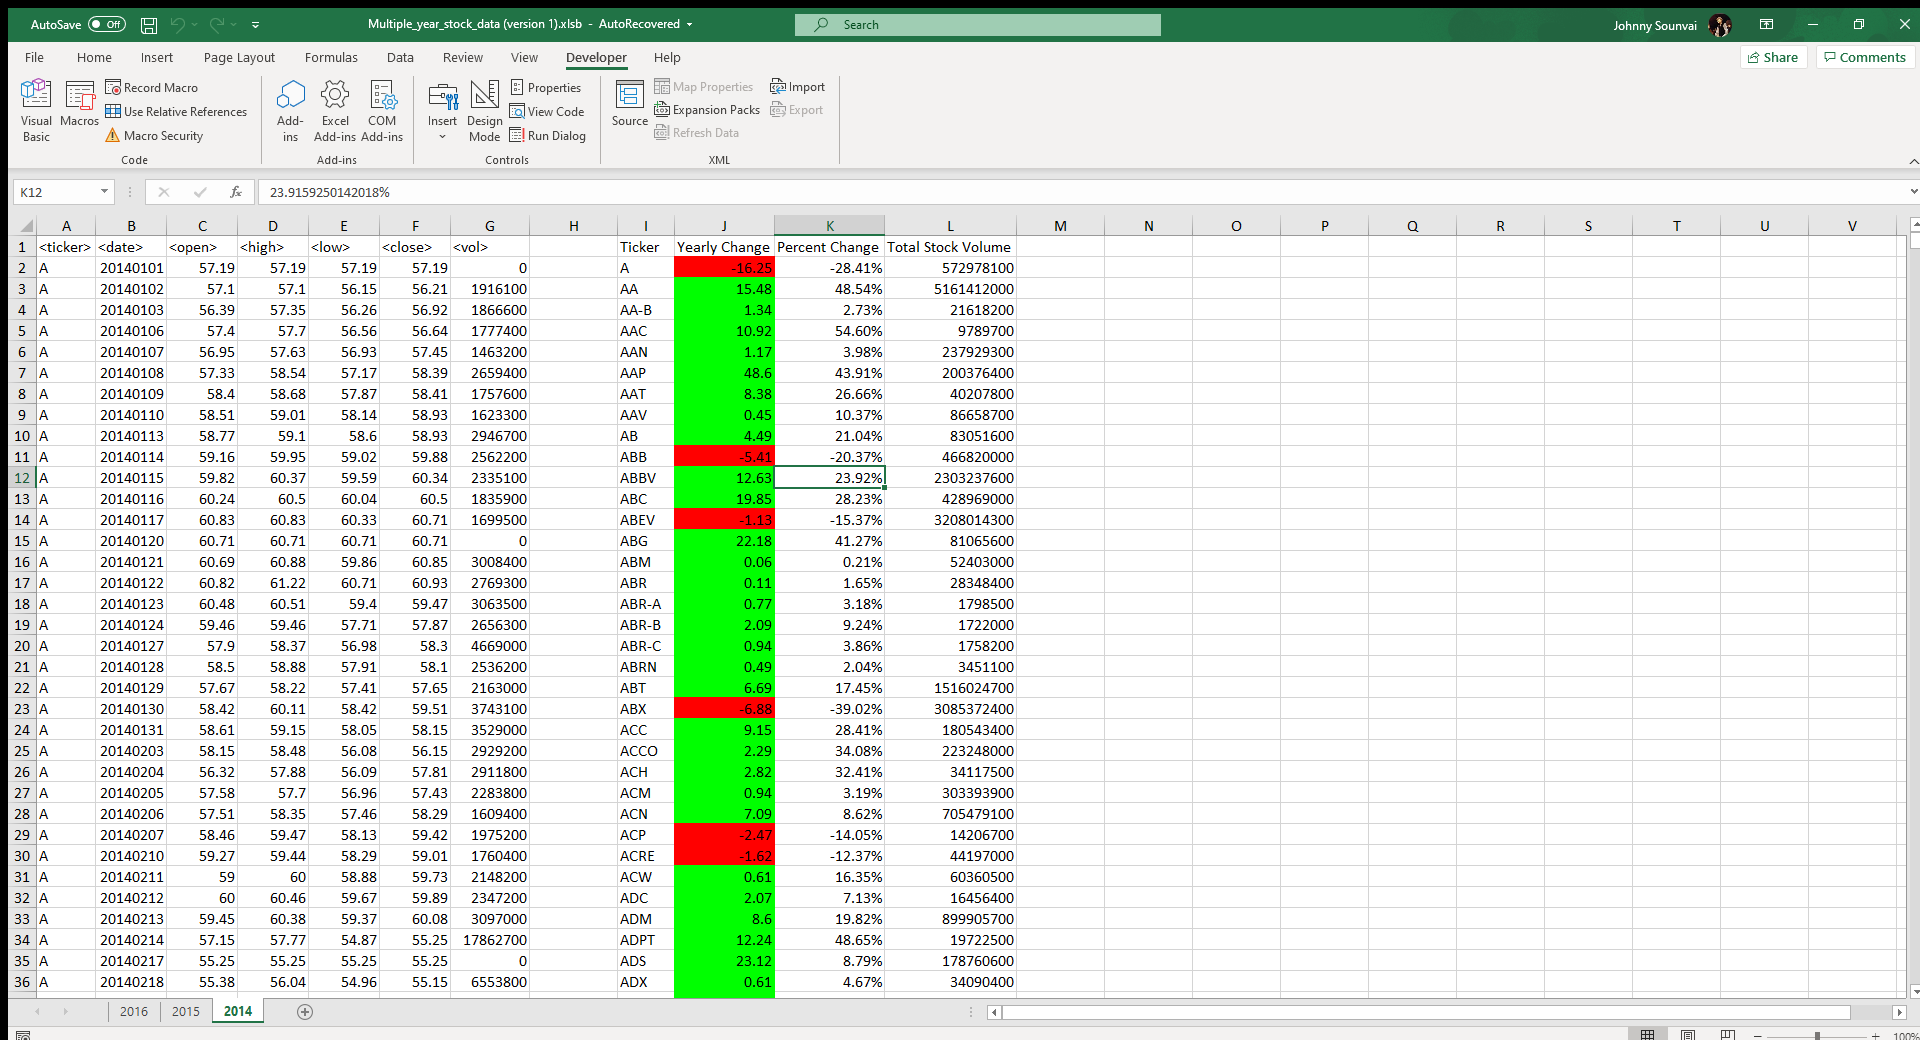 AutoSave Off Multiple_year_stock_data (version 1).xlsb - AutoRecovered Search Johnny Sounvai
File Home Insert Page Layout Formulas Data Review View Developer Help Share Comments
Visual Basic Macros Record Macro Use Relative References Macro Security
Add-ins Excel Add-ins COM Add-ins
Insert Design Mode Properties View Code Run Dialog
Source Map Properties Expansion Packs Refresh Data Import Export
Code Add-ins Controls XML
K12 fx 23.9159250142018%
A B C D E F G H I J K L M N O P Q R S T U V
1 <ticker> <date> <open> <high> <low> <close> <vol> Ticker Yearly Change Percent Change Total Stock Volume
2 A 20140101 57.19 57.19 57.19 57.19 0 A -16.25 -28.41% 572978100
3 A 20140102 57.1 57.1 56.15 56.21 1916100 AA 15.48 48.54% 5161412000
4 A 20140103 56.39 57.35 56.26 56.92 1866600 AA-B 1.34 2.73% 21618200
5 A 20140106 57.4 57.7 56.56 56.64 1777400 AAC 10.92 54.60% 9789700
6 A 20140107 56.95 57.63 56.93 57.45 1463200 AAN 1.17 3.98% 237929300
7 A 20140108 57.33 58.54 57.17 58.39 2659400 AAP 48.6 43.91% 200376400
8 A 20140109 58.4 58.68 57.87 58.41 1757600 AAT 8.38 26.66% 40207800
9 A 20140110 58.51 59.01 58.14 58.93 1623300 AAV 0.45 10.37% 86658700
10 A 20140113 58.77 59.1 58.6 58.93 2946700 AB 4.49 21.04% 83051600
11 A 20140114 59.16 59.95 59.02 59.88 2562200 ABB -5.41 -20.37% 466820000
12 A 20140115 59.82 60.37 59.59 60.34 2335100 ABBV 12.63 23.92% 2303237600
13 A 20140116 60.24 60.5 60.04 60.5 1835900 ABC 19.85 28.23% 428969000
14 A 20140117 60.83 60.83 60.33 60.71 1699500 ABEV -1.13 -15.37% 3208014300
15 A 20140120 60.71 60.71 60.71 60.71 0 ABG 22.18 41.27% 81065600
16 A 20140121 60.69 60.88 59.86 60.85 3008400 ABM 0.06 0.21% 52403000
17 A 20140122 60.82 61.22 60.71 60.93 2769300 ABR 0.11 1.65% 28348400
18 A 20140123 60.48 60.51 59.4 59.47 3063500 ABR-A 0.77 3.18% 1798500
19 A 20140124 59.46 59.46 57.71 57.87 2656300 ABR-B 2.09 9.24% 1722000
20 A 20140127 57.9 58.37 56.98 58.3 4669000 ABR-C 0.94 3.86% 1758200
21 A 20140128 58.5 58.88 57.91 58.1 2536200 ABRN 0.49 2.04% 3451100
22 A 20140129 57.67 58.22 57.41 57.65 2163000 ABT 6.69 17.45% 1516024700
23 A 20140130 58.42 60.11 58.42 59.51 3743100 ABX -6.88 -39.02% 3085372400
24 A 20140131 58.61 59.15 58.05 58.15 3529000 ACC 9.15 28.41% 180543400
25 A 20140203 58.15 58.48 56.08 56.15 2929200 ACCO 2.29 34.08% 223248000
26 A 20140204 56.32 57.88 56.09 57.81 2911800 ACH 2.82 32.41% 34117500
27 A 20140205 57.58 57.7 56.96 57.43 2283800 ACM 0.94 3.19% 303393900
28 A 20140206 57.51 58.35 57.46 58.29 1609400 ACN 7.09 8.62% 705479100
29 A 20140207 58.46 59.47 58.13 59.42 1975200 ACP -2.47 -14.05% 14206700
30 A 20140210 59.27 59.44 58.29 59.01 1760400 ACRE -1.62 -12.37% 44197000
31 A 20140211 59 60 58.88 59.73 2148200 ACW 0.61 16.35% 60360500
32 A 20140212 60 60.46 59.67 59.89 2347200 ADC 2.07 7.13% 16456400
33 A 20140213 59.45 60.38 59.37 60.08 3097000 ADM 8.6 19.82% 899905700
34 A 20140214 57.15 57.77 54.87 55.25 17862700 ADPT 12.24 48.65% 19722500
35 A 20140217 55.25 55.25 55.25 55.25 0 ADS 23.12 8.79% 178760600
36 A 20140218 55.38 56.04 54.96 55.15 6553800 ADX 0.61 4.67% 34090400
2016 2015 2014
100%